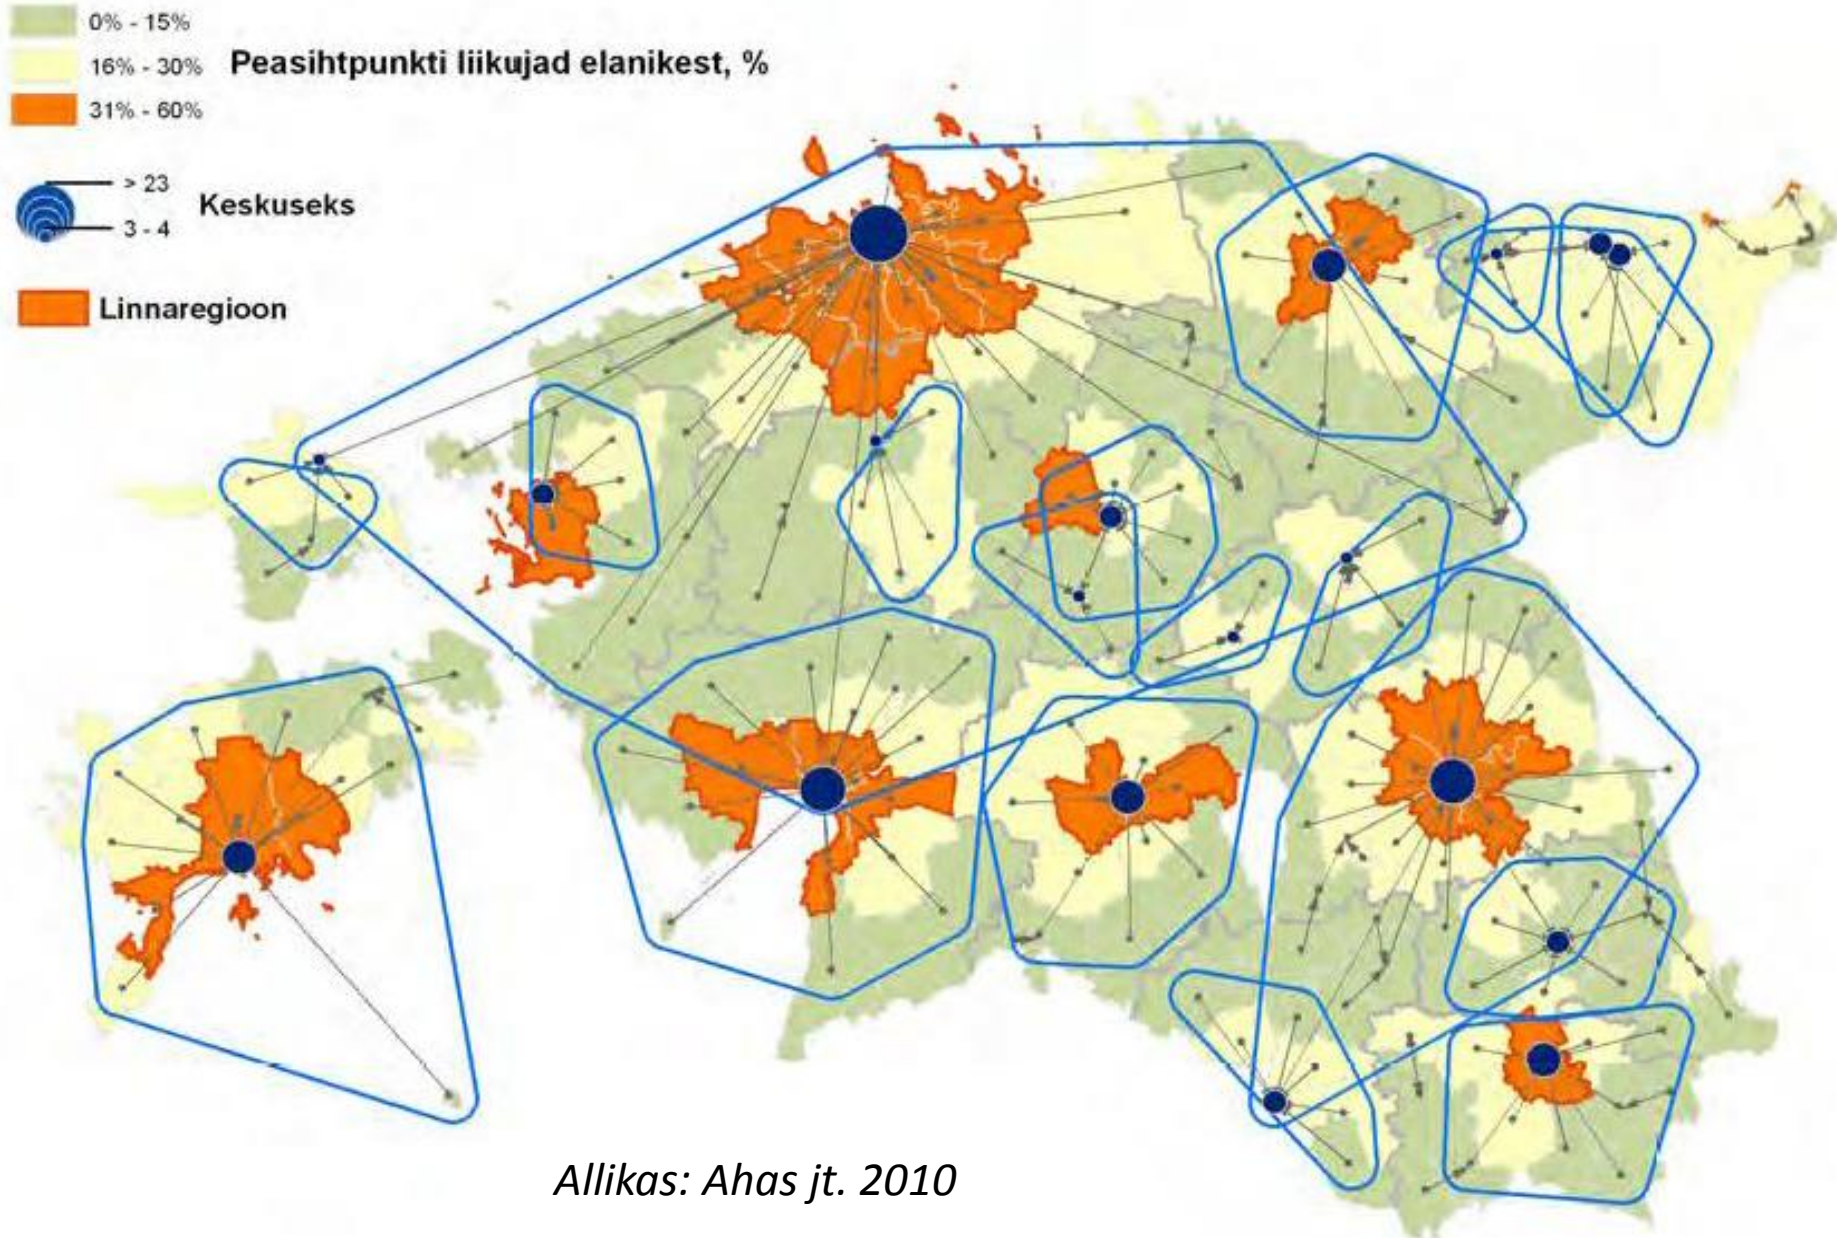 0% - 15%
16% - 30%
Peasihtpunkti liikujad elanikest, %
31% - 60%
> 23
Keskuseks
3 - 4
Linnaregioon
Allikas: Ahas jt. 2010